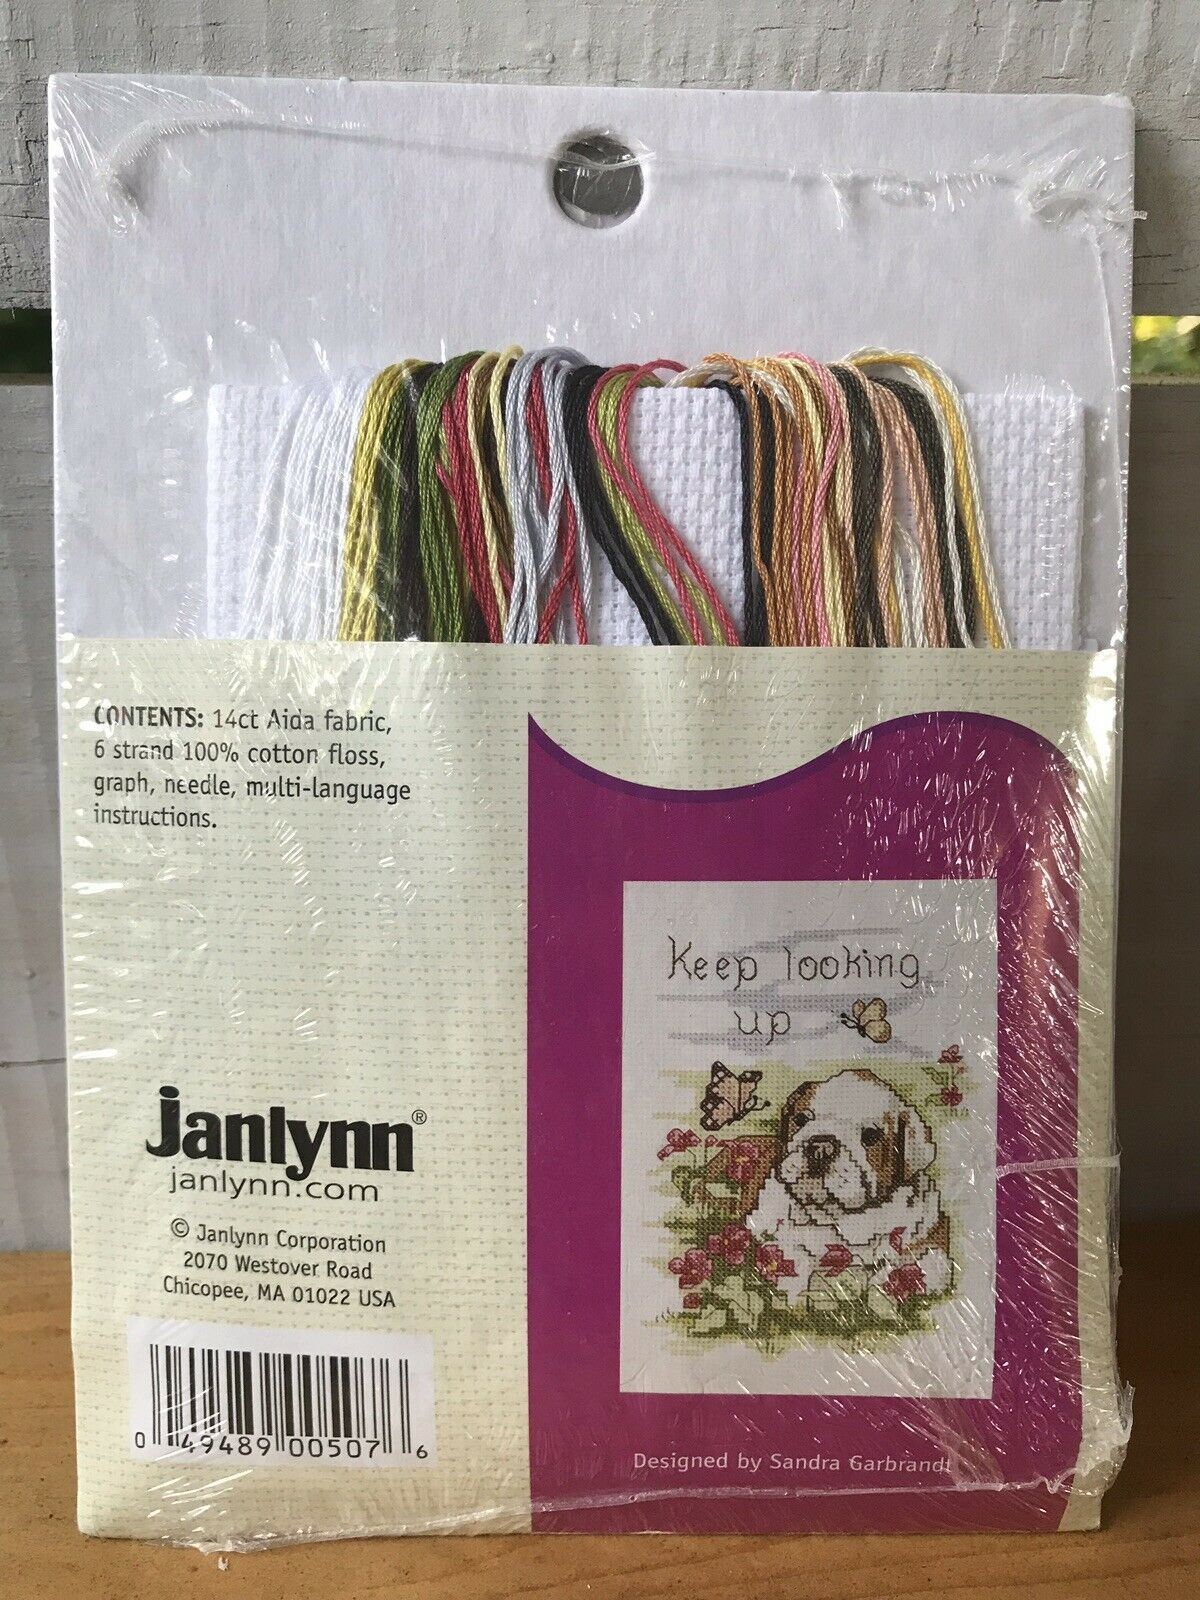 CONTENTS: 14ct Aida fabric,
6 strand 100% cotton floss,
graph, needle, multi-language
instructions.
Keep looking
up
janlynn®
janlynn.com
© Janlynn Corporation
2070 Westover Road
Chicopee, MA 01022 USA
0 49489 00507 6
Designed by Sandra Garbrandt